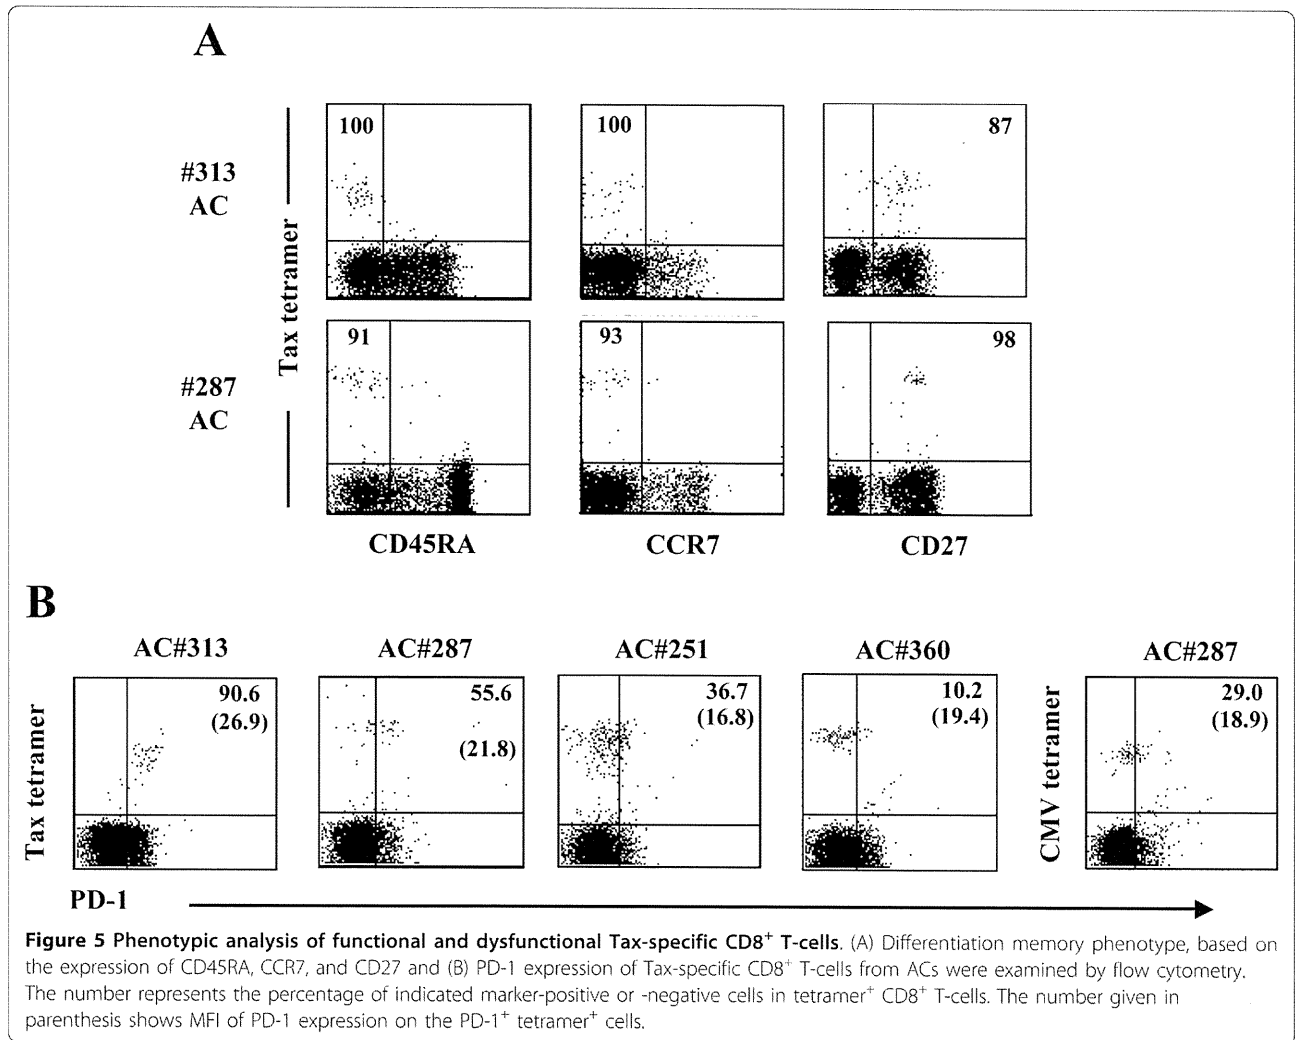 A
#313
AC
100
100
87
Tax tetramer
#287
AC
91
93
98
CD45RA
CCR7
CD27
B
AC#313
AC#287
AC#251
AC#360
AC#287
Tax tetramer
90.6
(26.9)
55.6
(21.8)
36.7
(16.8)
10.2
(19.4)
CMV tetramer
29.0
(18.9)
PD-1
Figure 5 Phenotypic analysis of functional and dysfunctional Tax-specific CD8⁺ T-cells. (A) Differentiation memory phenotype, based on
the expression of CD45RA, CCR7, and CD27 and (B) PD-1 expression of Tax-specific CD8⁺ T-cells from ACs were examined by flow cytometry.
The number represents the percentage of indicated marker-positive or -negative cells in tetramer⁺ CD8⁺ T-cells. The number given in
parenthesis shows MFI of PD-1 expression on the PD-1⁺ tetramer⁺ cells.